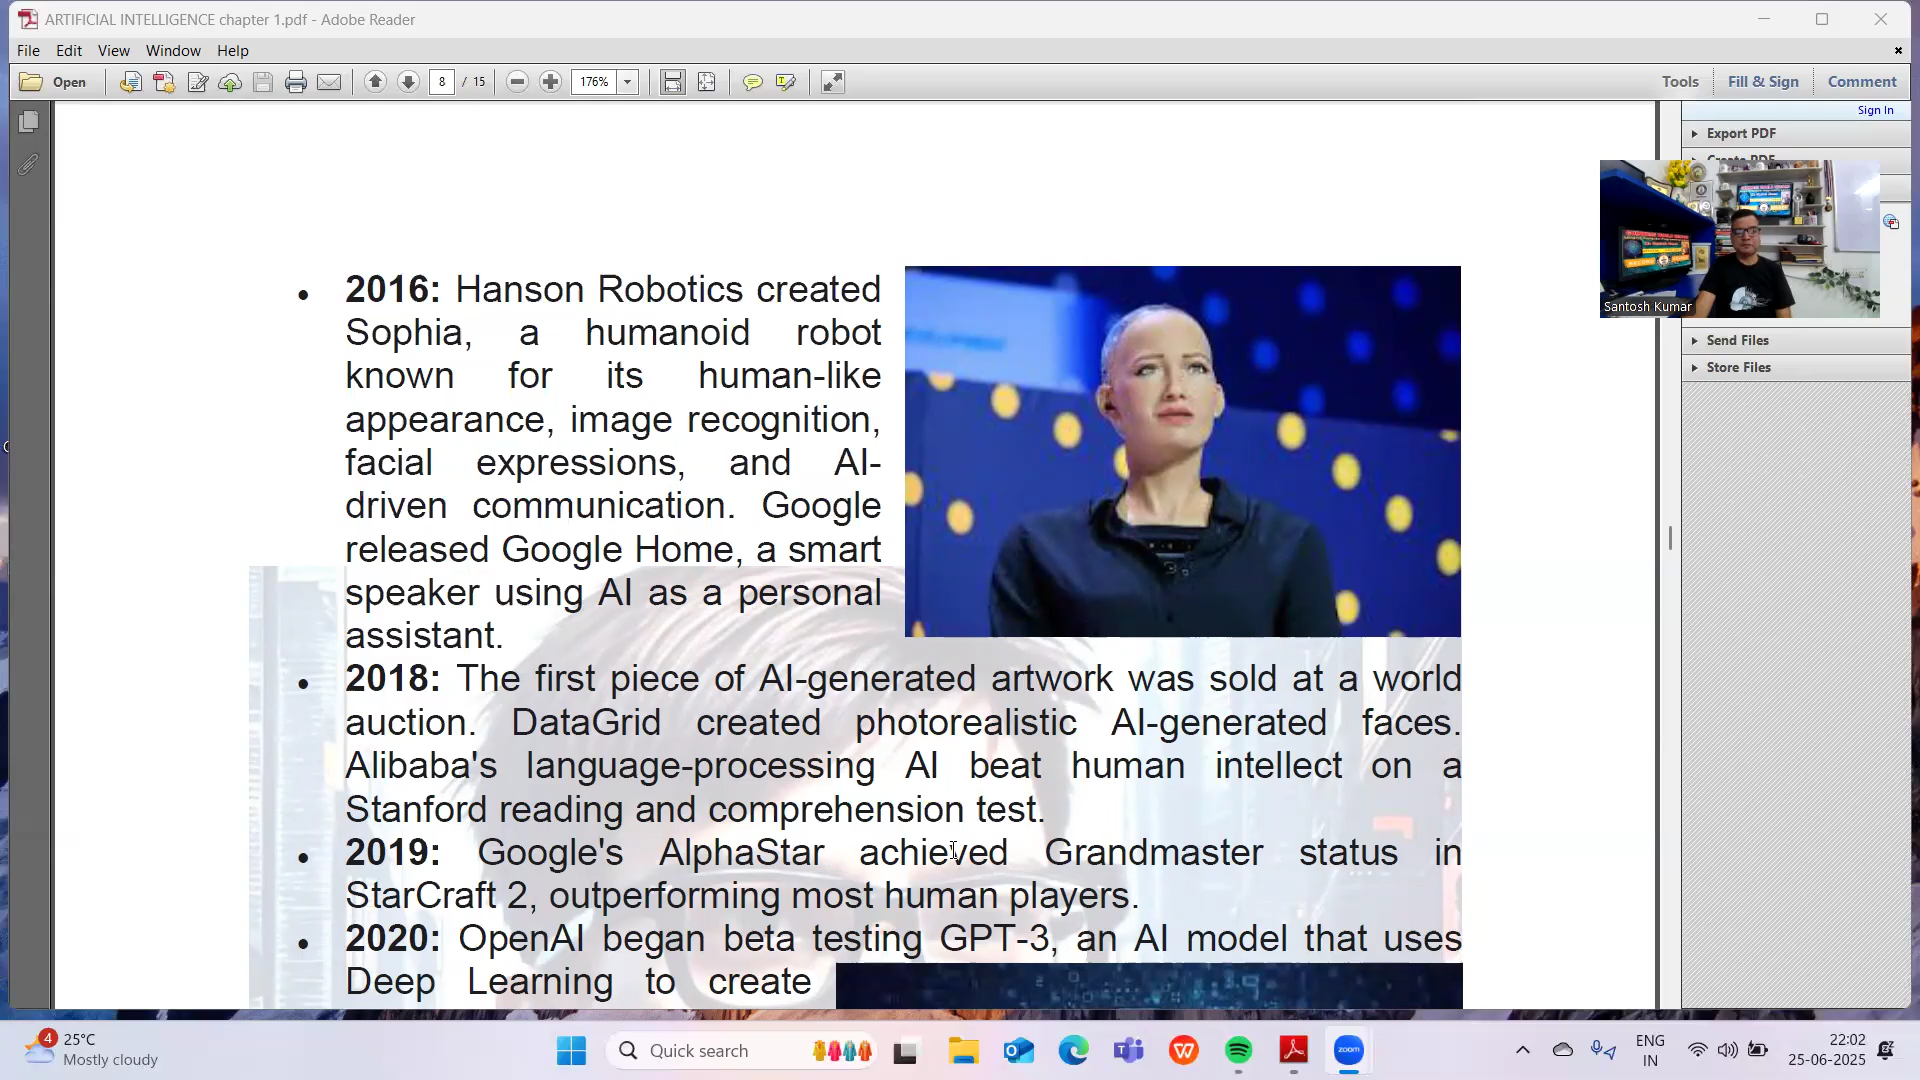 ARTIFICIAL INTELLIGENCE chapter 1.pdf - Adobe Reader
File Edit View Window Help
Open
8 / 15
176%
Tools
Fill & Sign
Comment
Sign In
Export PDF
Santosh Kumar
Send Files
Store Files
• 2016: Hanson Robotics created
Sophia, a humanoid robot
known for its human-like
appearance, image recognition,
facial expressions, and AI-
driven communication. Google
released Google Home, a smart
speaker using AI as a personal
assistant.
• 2018: The first piece of AI-generated artwork was sold at a world
auction. DataGrid created photorealistic AI-generated faces.
Alibaba's language-processing AI beat human intellect on a
Stanford reading and comprehension test.
• 2019: Google's AlphaStar achieved Grandmaster status in
StarCraft 2, outperforming most human players.
• 2020: OpenAI began beta testing GPT-3, an AI model that uses
Deep Learning to create
4
25°C
Mostly cloudy
Quick search
zoom
ENG
IN
22:02
25-06-2025